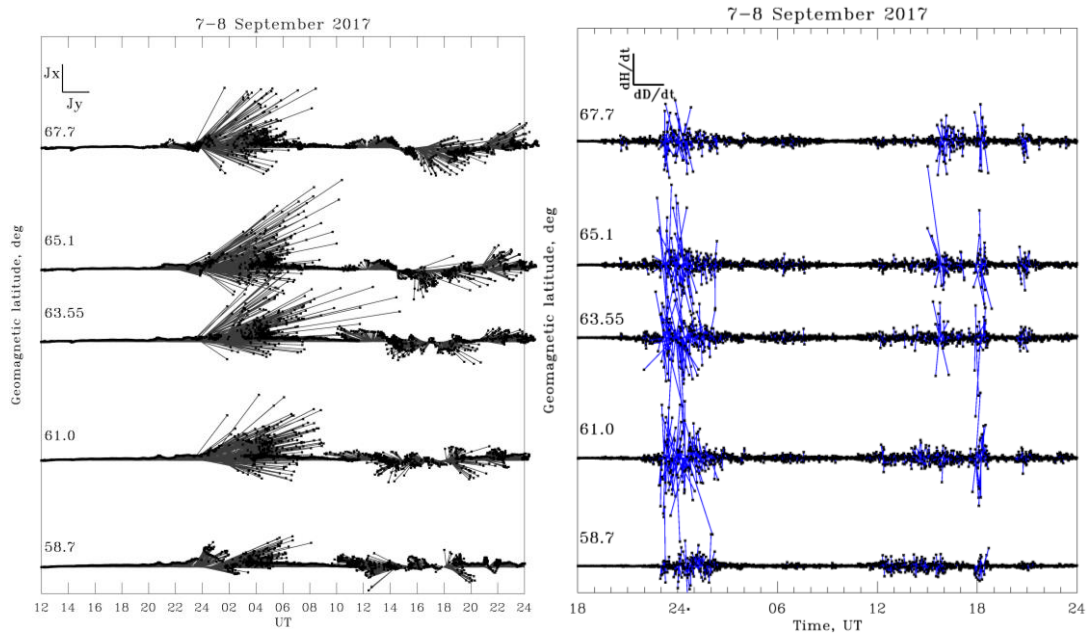 7−8 September 2017
Jx
Jy
67.7
65.1
63.55
61.0
58.7
Geomagnetic latitude, deg
12 14 16 18 20 22 24 02 04 06 08 10 12 14 16 18 20 22 24
UT
7−8 September 2017
dH/dt
dD/dt
67.7
65.1
63.55
61.0
58.7
Geomagnetic latitude, deg
18 24 06 12 18 24
Time, UT